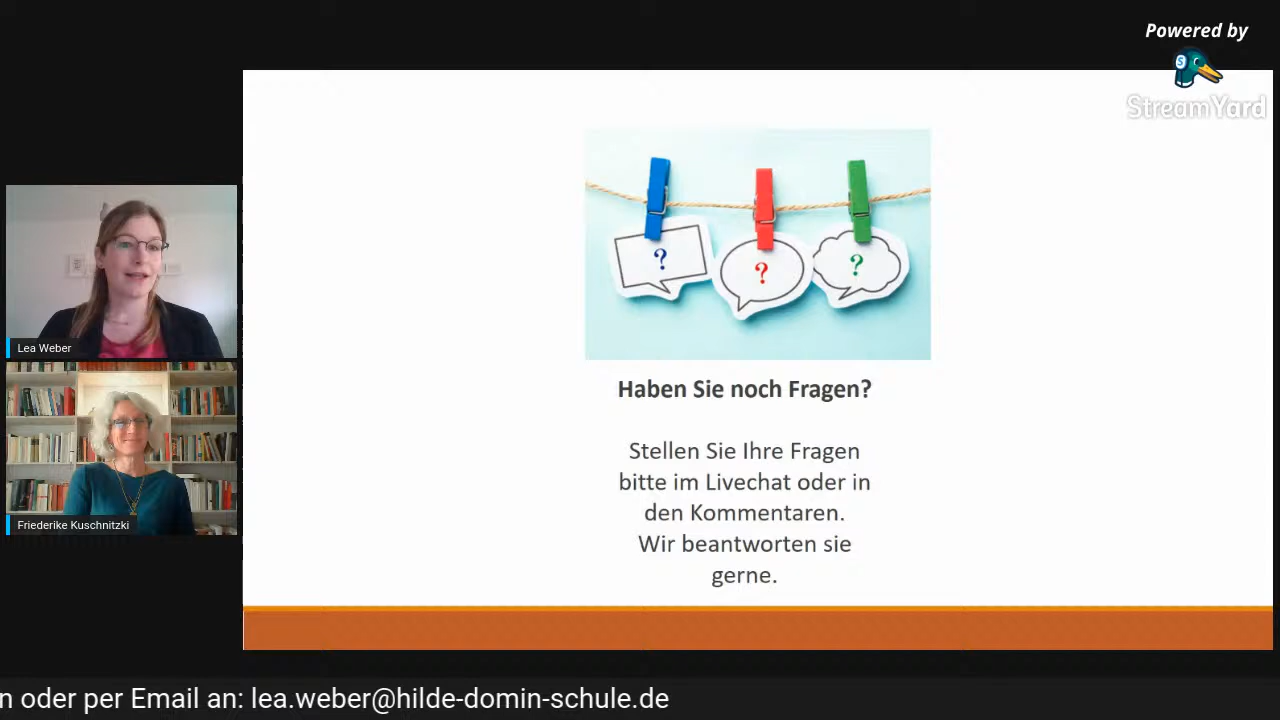 Powered by
S
StreamYard
?
?
?
Haben Sie noch Fragen?
Stellen Sie Ihre Fragen
bitte im Livechat oder in
den Kommentaren.
Wir beantworten sie
gerne.
Lea Weber
Friederike Kuschnitzki
n oder per Email an: lea.weber@hilde-domin-schule.de